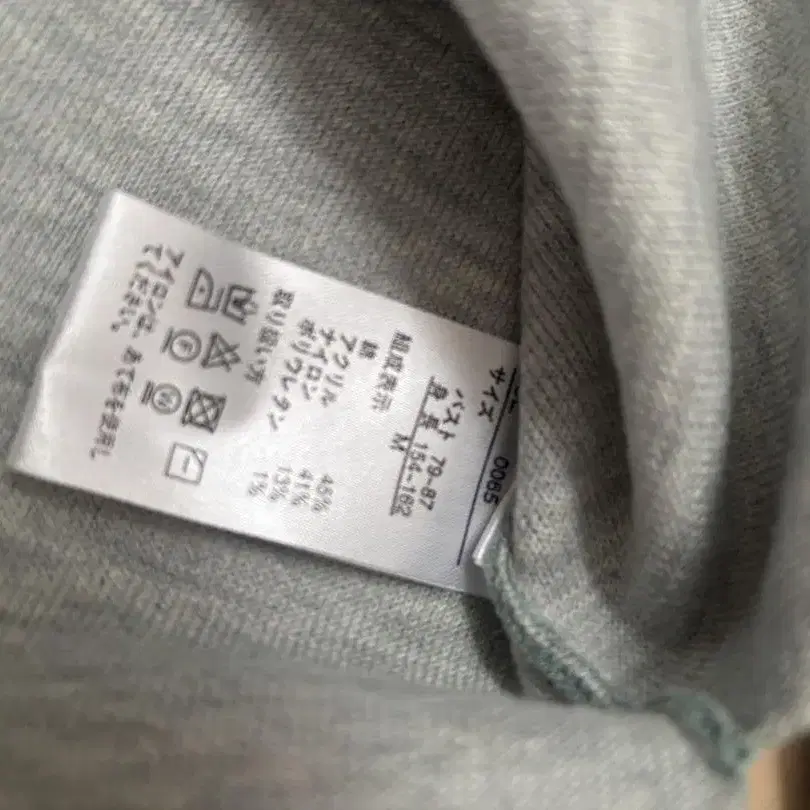 0065
サイズ
バスト 79-87
身長 154~162
M
組成表示
綿 45%
アクリル 41%
ナイロン 13%
ポリウレタン 1%
取り扱い方
アイロンは、あて布を使用し
てください。